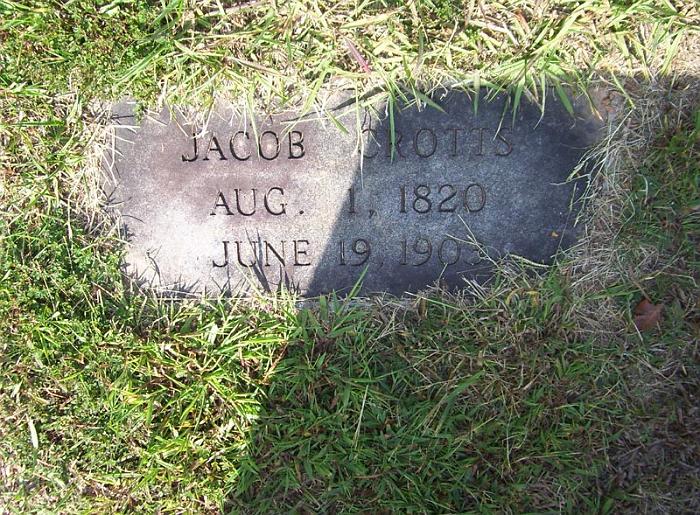 JACOB CROTTS
AUG. 1, 1820
JUNE 19, 1903